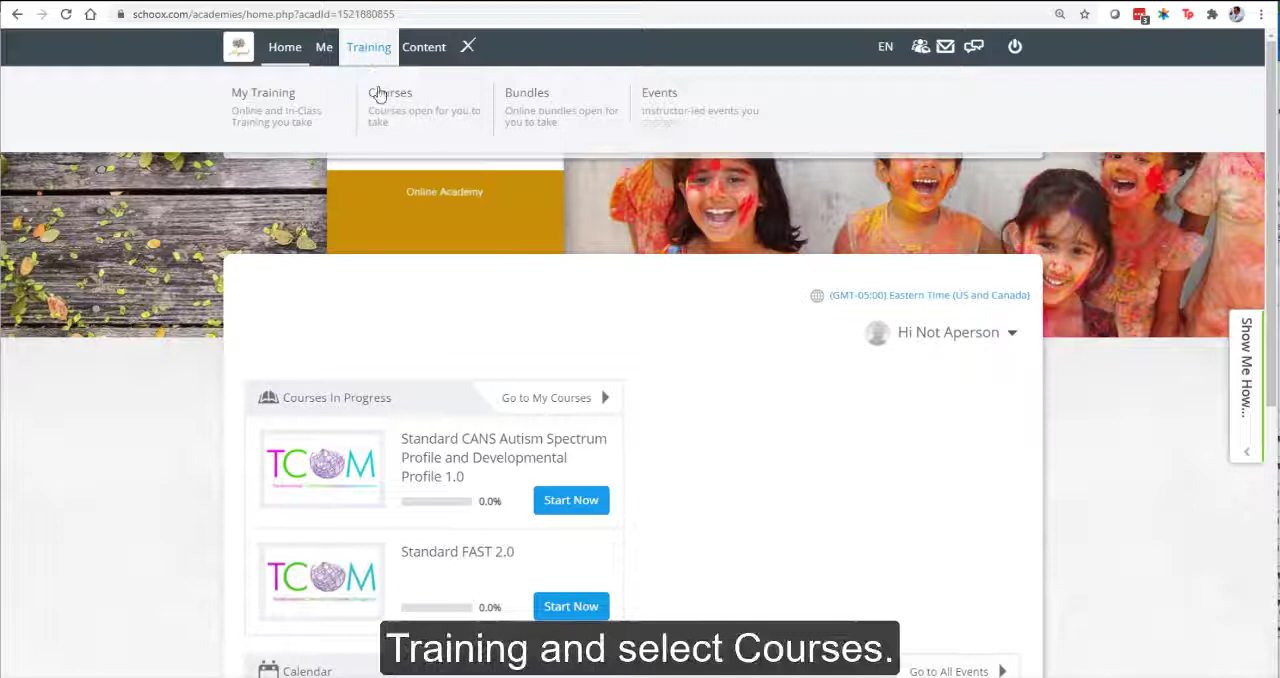 schoox.com/academies/home.php?acadId=1521880855
3
Home Me Training Content EN
My Training
Online and In-Class
Training you take
Courses
Courses open for you to
take
Bundles
Online bundles open for
you to take
Events
Instructor-led events you
Online Academy
(GMT-05:00) Eastern Time (US and Canada)
Hi Not Aperson
Show Me How...
Courses In Progress
Go to My Courses
TCOM
Standard CANS Autism Spectrum
Profile and Developmental
Profile 1.0
0.0%
Start Now
TCOM
Standard FAST 2.0
0.0%
Start Now
Training and select Courses.
Calendar
Go to All Events